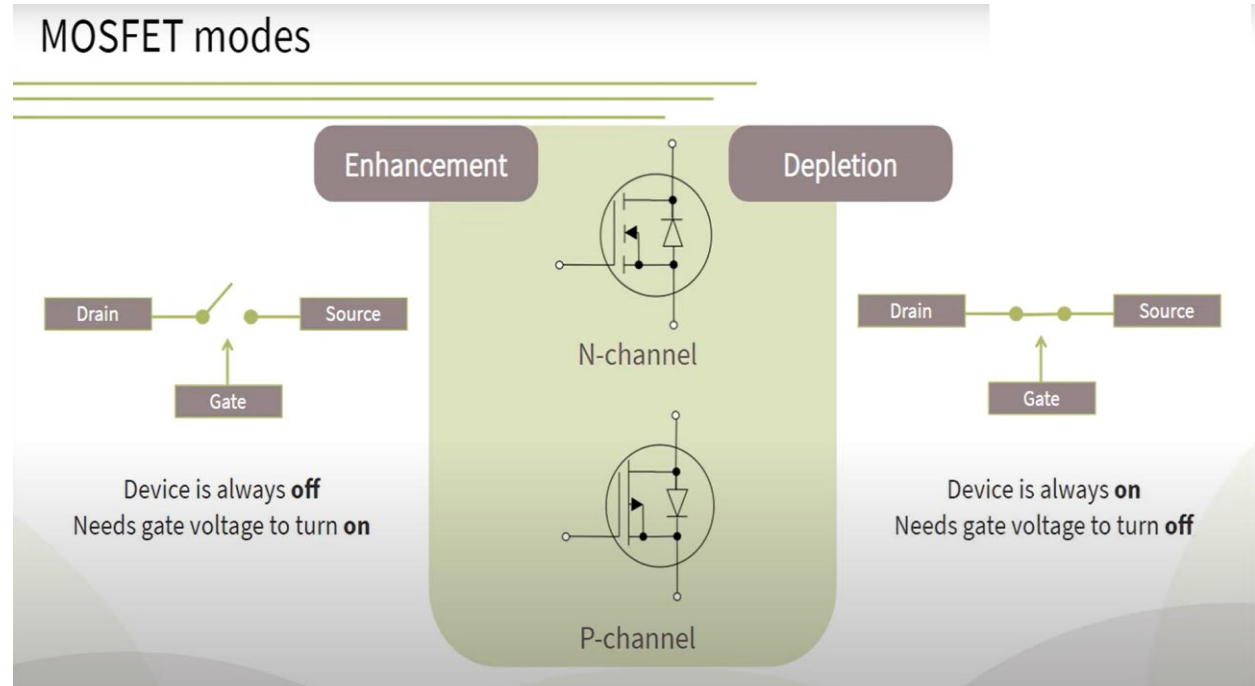 MOSFET modes
Enhancement
Depletion
Drain
Source
Gate
Device is always off
Needs gate voltage to turn on
N-channel
P-channel
Drain
Source
Gate
Device is always on
Needs gate voltage to turn off